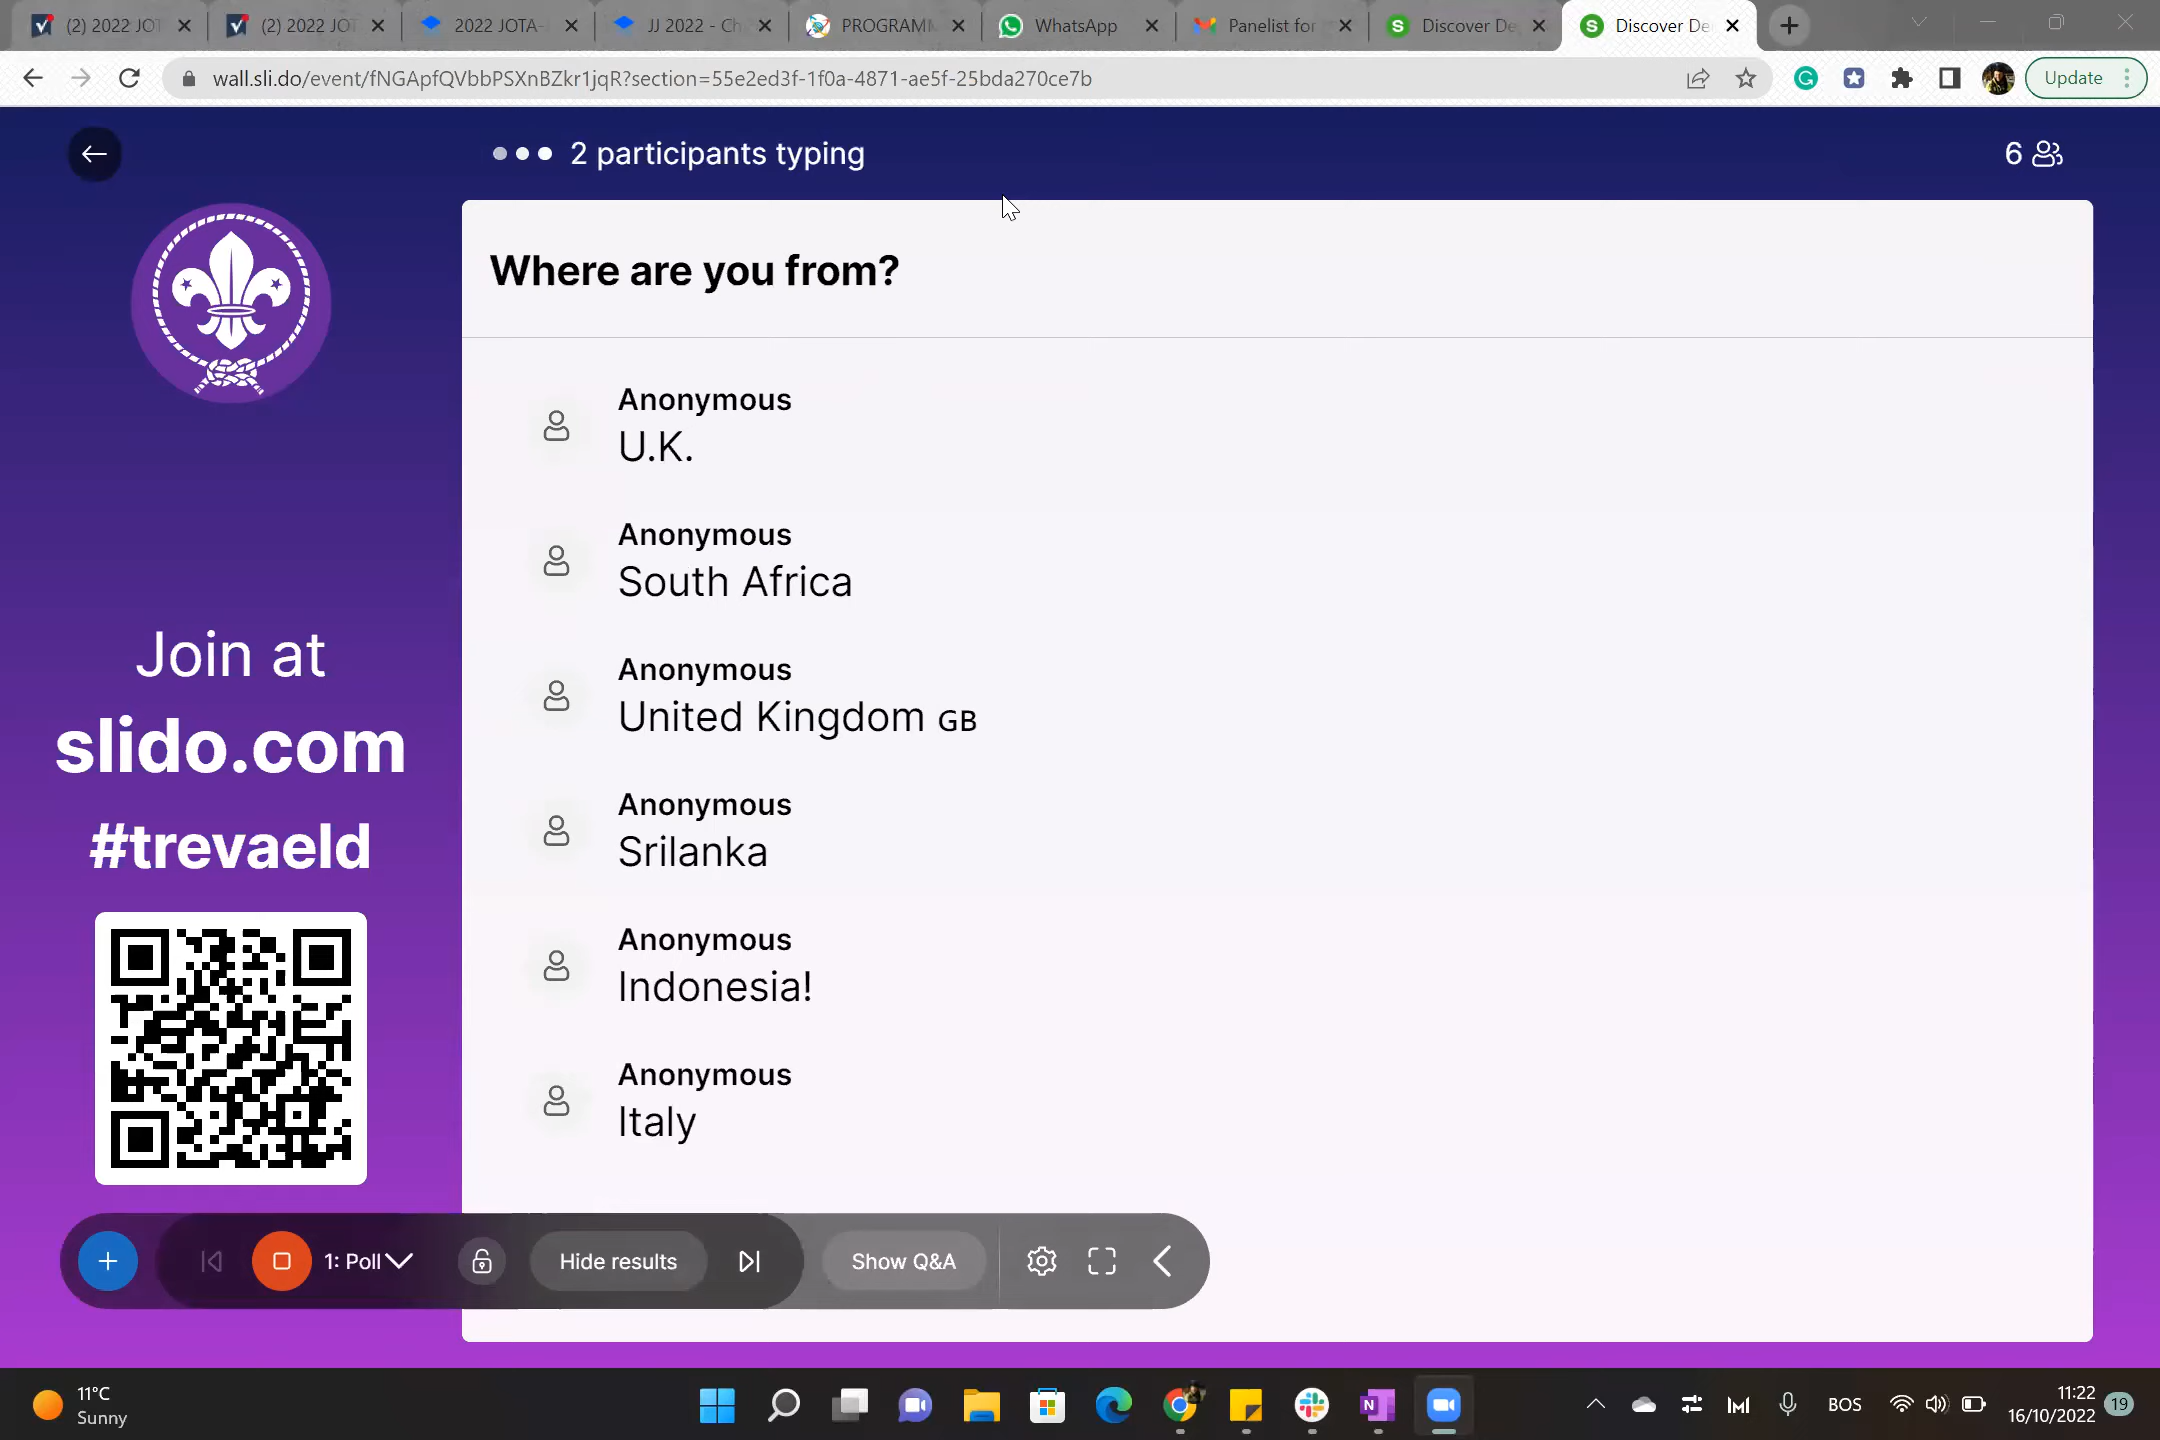 (2) 2022 JOT
(2) 2022 JOT
2022 JOTA-
JJ 2022 - Ch
PROGRAMM
WhatsApp
Panelist for
Discover De
Discover De
wall.sli.do/event/fNGApfQVbbPSXnBZkr1jqR?section=55e2ed3f-1f0a-4871-ae5f-25bda270ce7b
Update
2 participants typing
6
Where are you from?
Anonymous
U.K.
Anonymous
South Africa
Anonymous
United Kingdom GB
Anonymous
Srilanka
Anonymous
Indonesia!
Anonymous
Italy
Join at
slido.com
#trevaeld
1: Poll
Hide results
Show Q&A
11°C
Sunny
BOS
11:22
16/10/2022
19